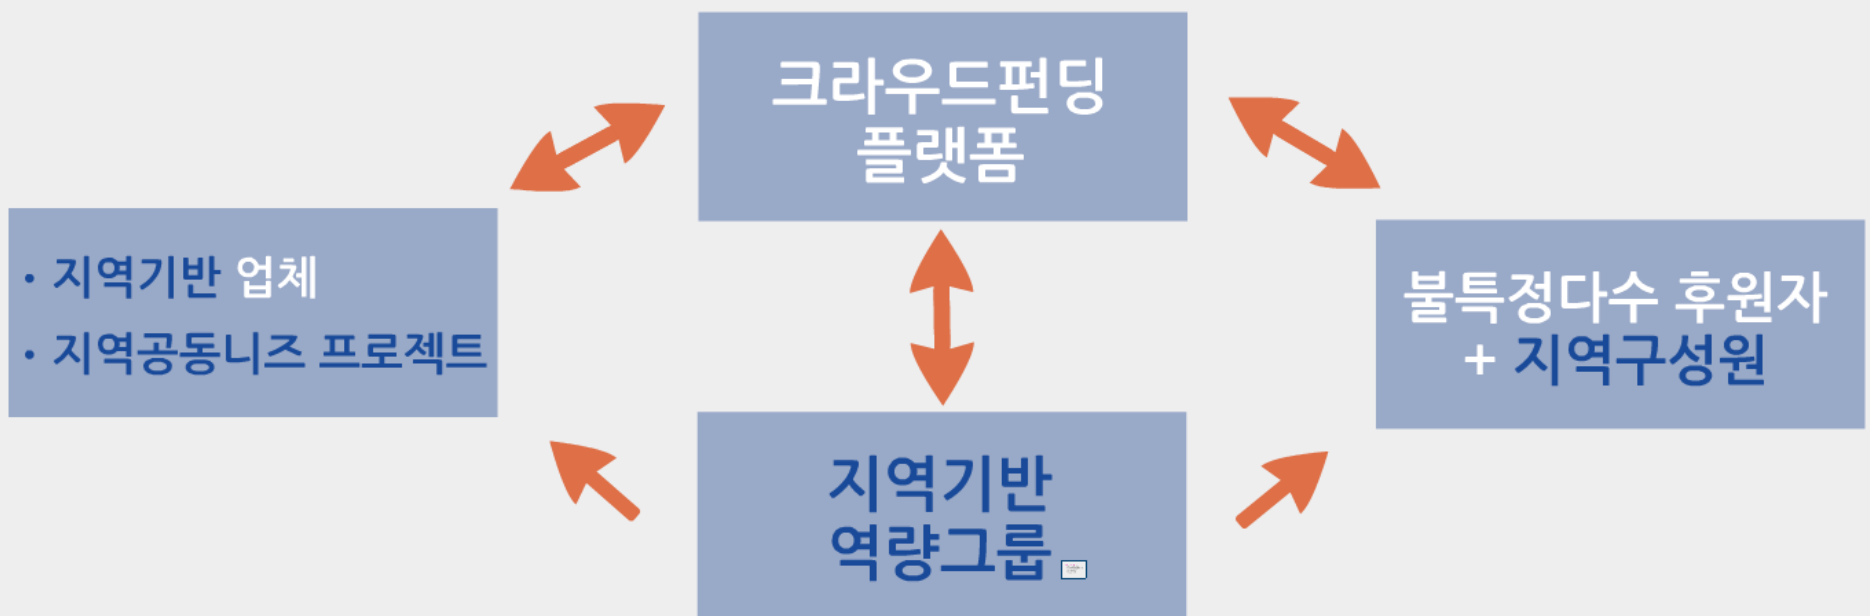 크라우드펀딩
플랫폼
· 지역기반 업체
· 지역공동니즈 프로젝트
불특정다수 후원자
+ 지역구성원
지역기반
역량그룹